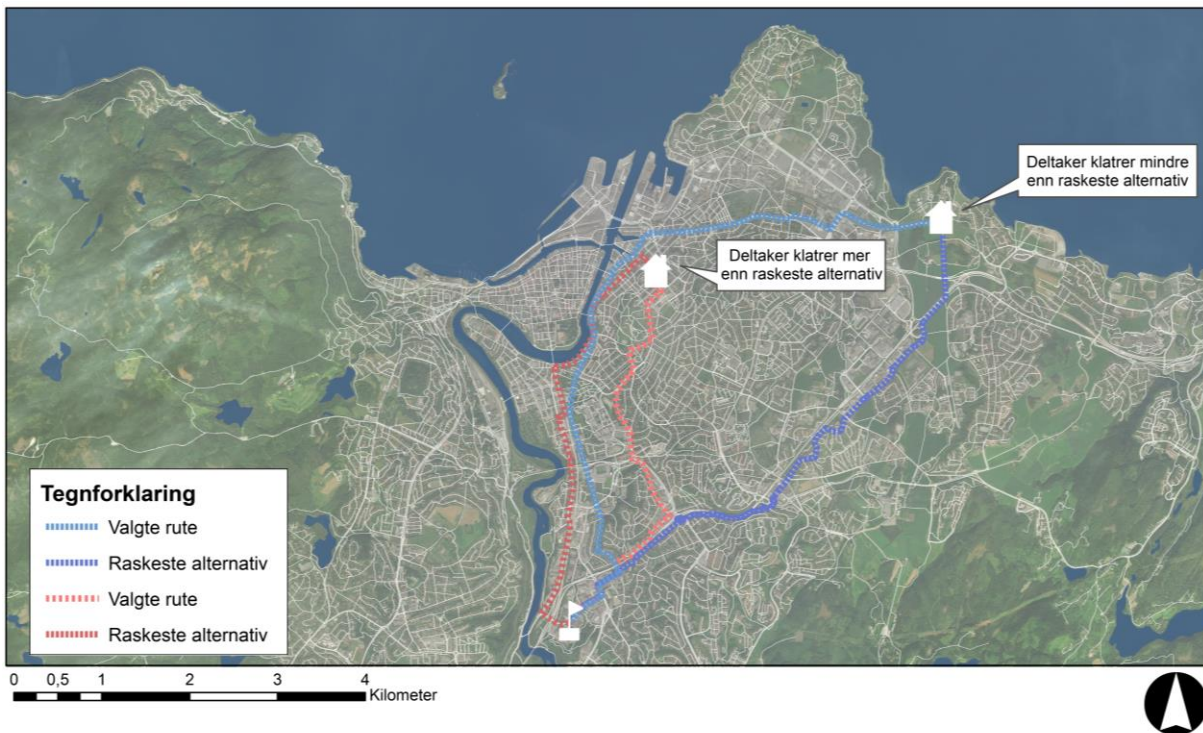 Deltaker klatrer mindre
enn raskeste alternativ
Deltaker klatrer mer
enn raskeste alternativ
Tegnforklaring
Valgte rute
Raskeste alternativ
Valgte rute
Raskeste alternativ
0 0,5 1 2 3 4
Kilometer